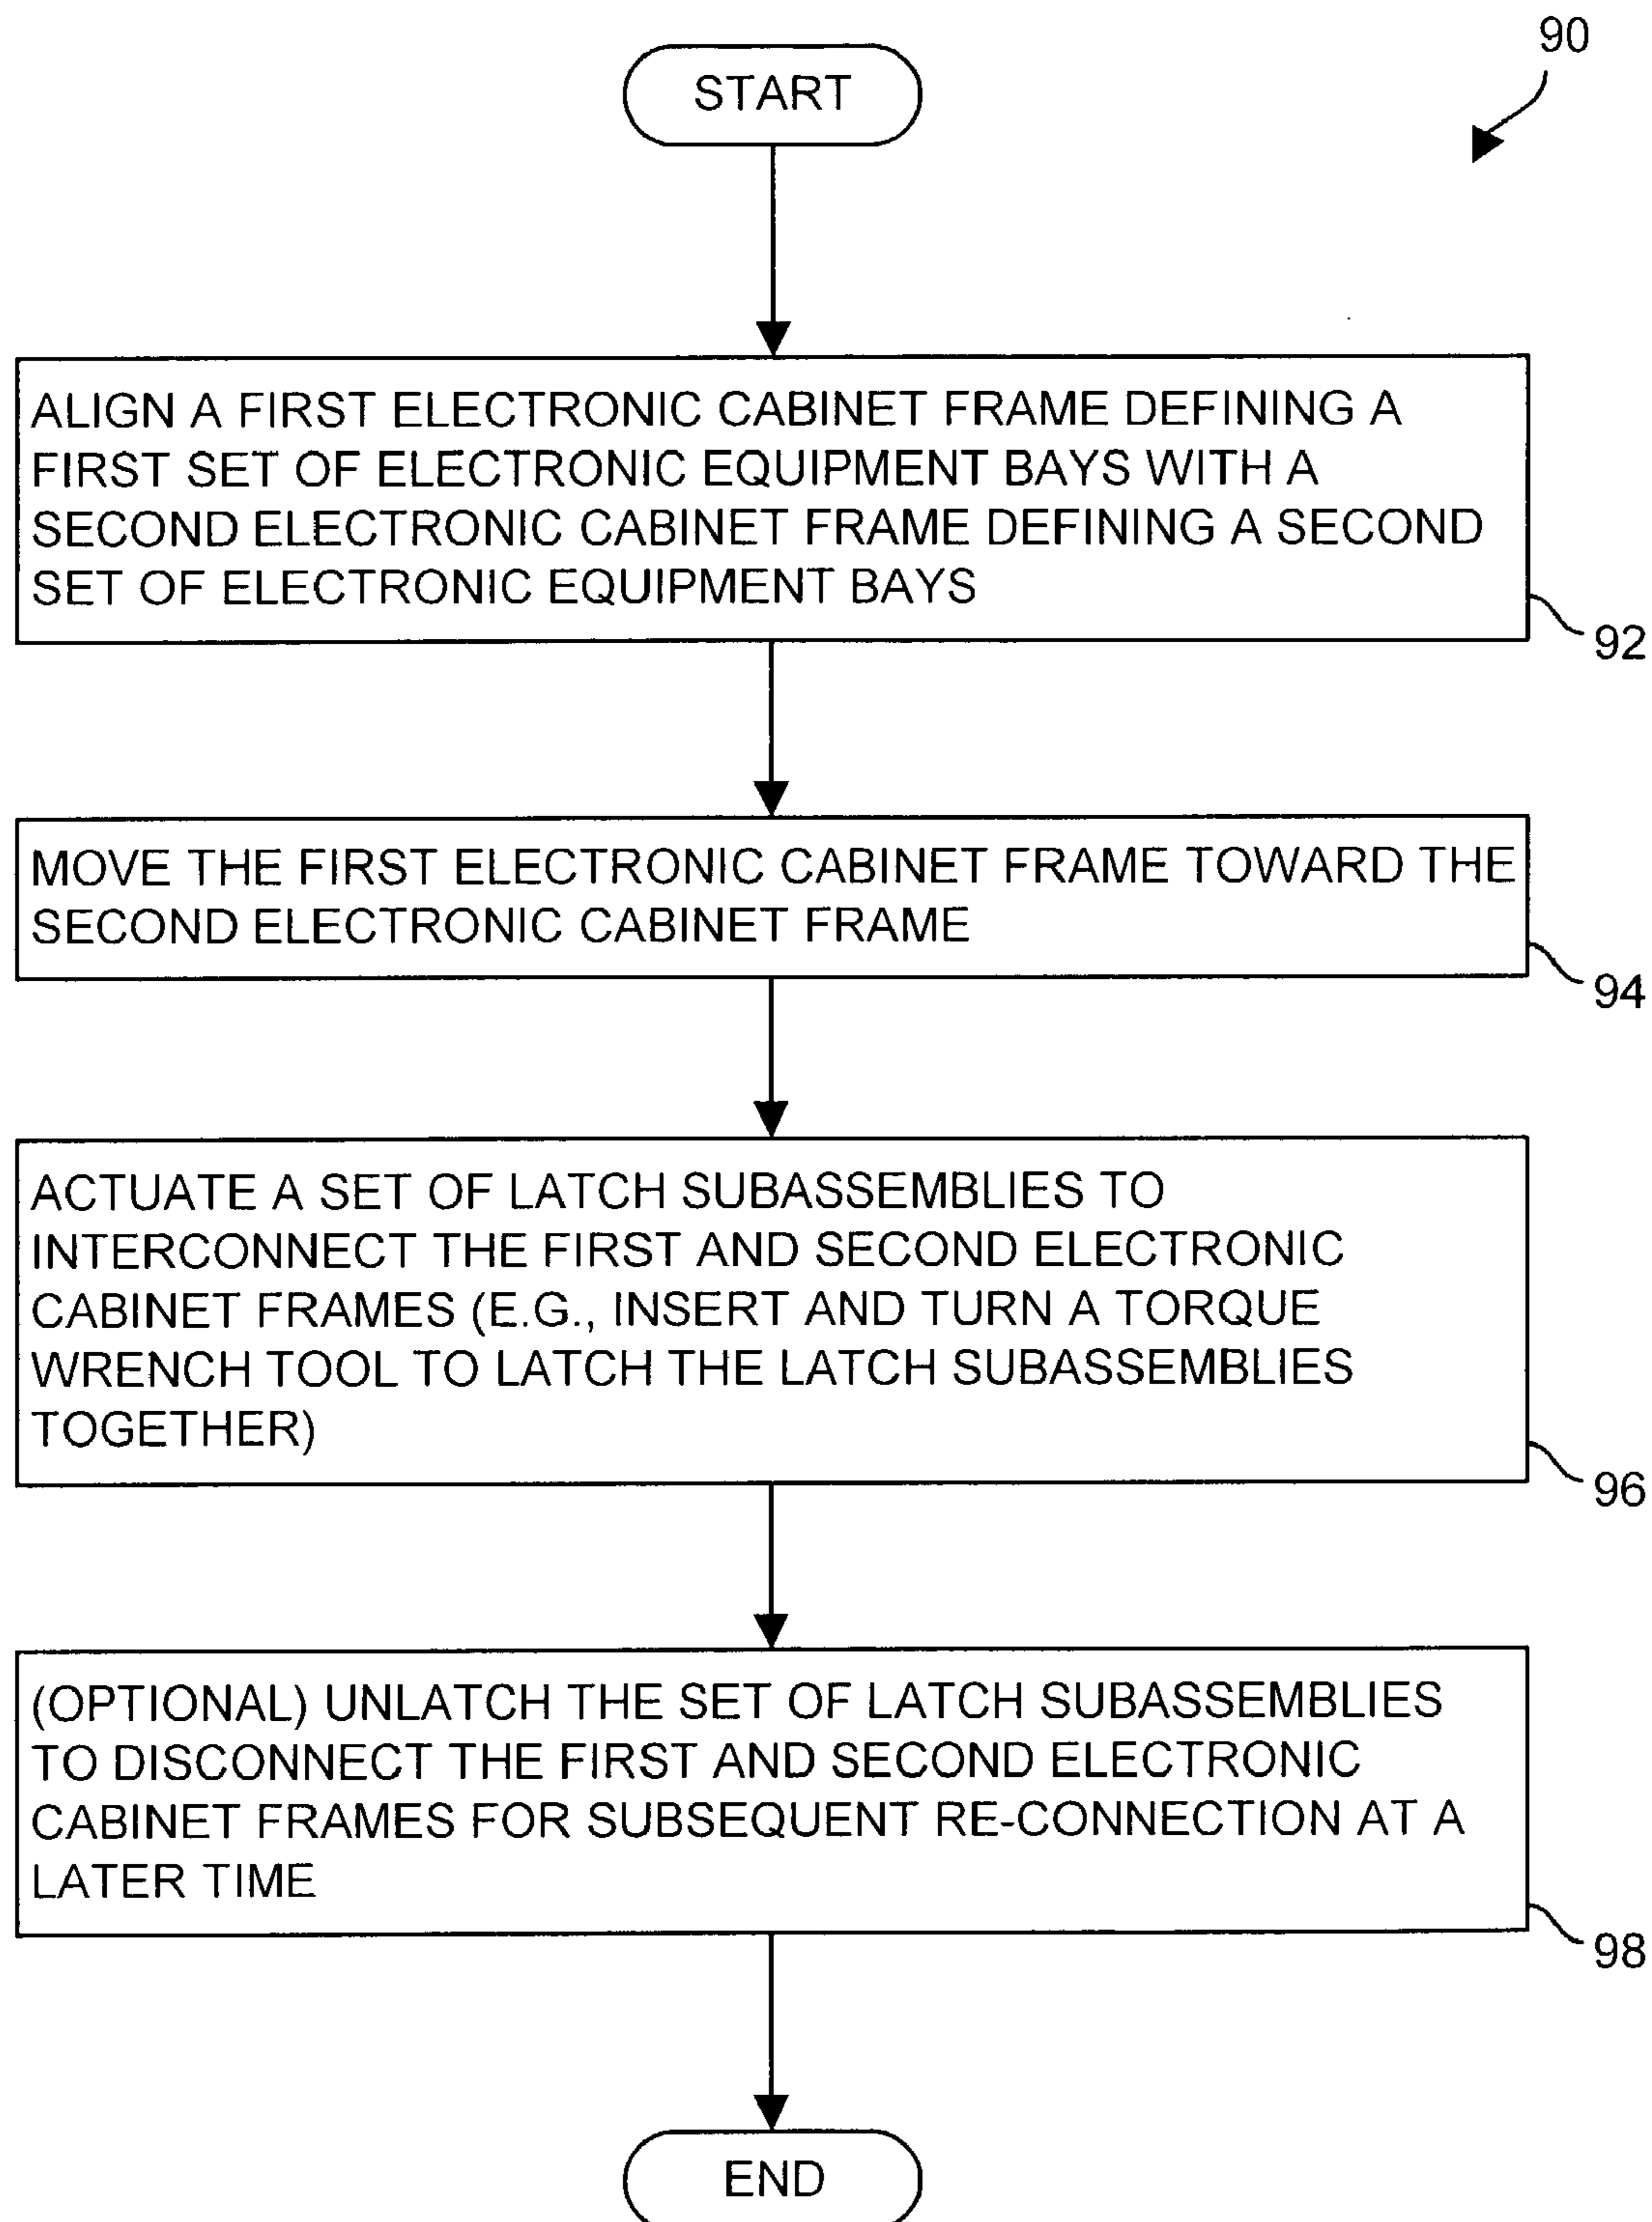 90
START
ALIGN A FIRST ELECTRONIC CABINET FRAME DEFINING A
FIRST SET OF ELECTRONIC EQUIPMENT BAYS WITH A
SECOND ELECTRONIC CABINET FRAME DEFINING A SECOND
SET OF ELECTRONIC EQUIPMENT BAYS
92
MOVE THE FIRST ELECTRONIC CABINET FRAME TOWARD THE
SECOND ELECTRONIC CABINET FRAME
94
ACTUATE A SET OF LATCH SUBASSEMBLIES TO
INTERCONNECT THE FIRST AND SECOND ELECTRONIC
CABINET FRAMES (E.G., INSERT AND TURN A TORQUE
WRENCH TOOL TO LATCH THE LATCH SUBASSEMBLIES
TOGETHER)
96
(OPTIONAL) UNLATCH THE SET OF LATCH SUBASSEMBLIES
TO DISCONNECT THE FIRST AND SECOND ELECTRONIC
CABINET FRAMES FOR SUBSEQUENT RE-CONNECTION AT A
LATER TIME
98
END